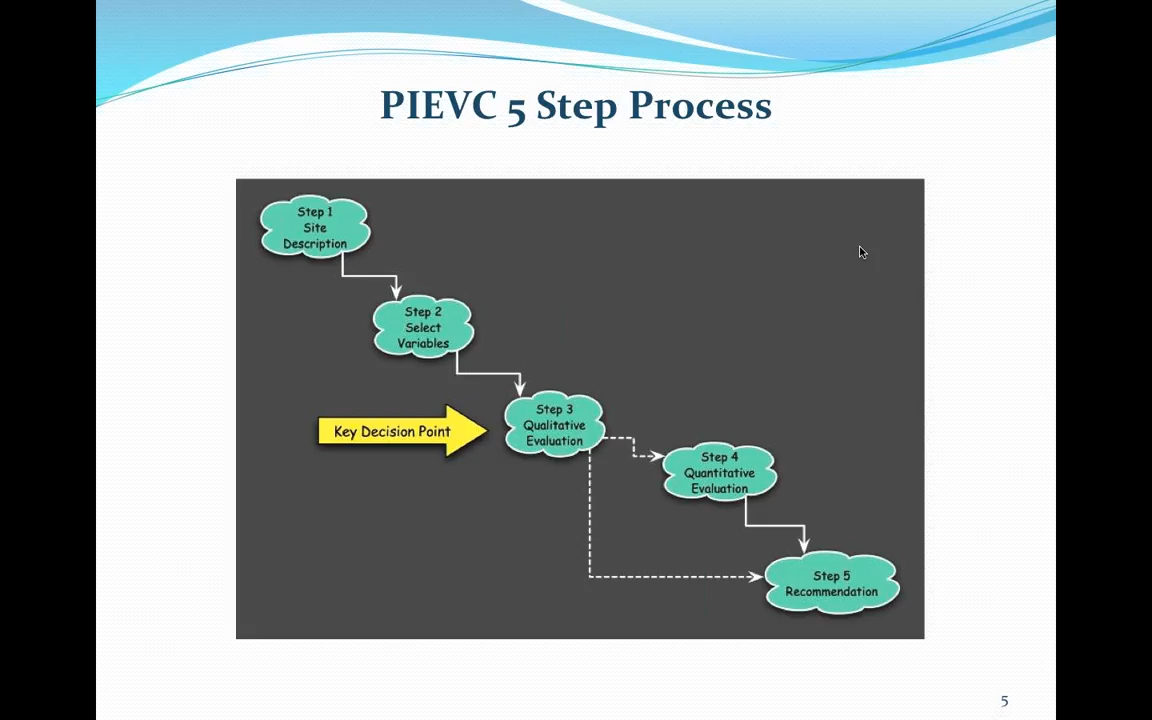 PIEVC 5 Step Process
Step 1
Site
Description
Step 2
Select
Variables
Key Decision Point
Step 3
Qualitative
Evaluation
Step 4
Quantitative
Evaluation
Step 5
Recommendation
5